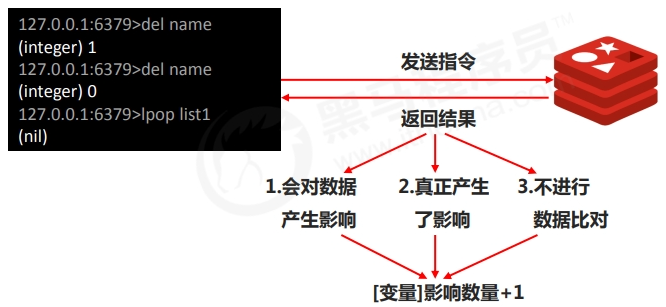 127.0.0.1:6379>del name
(integer) 1
127.0.0.1:6379>del name
(integer) 0
127.0.0.1:6379>lpop list1
(nil)
发送指令
返回结果
1.会对数据
产生影响
2.真正产生
了影响
3.不进行
数据比对
[变量]影响数量+1
黑马程序员